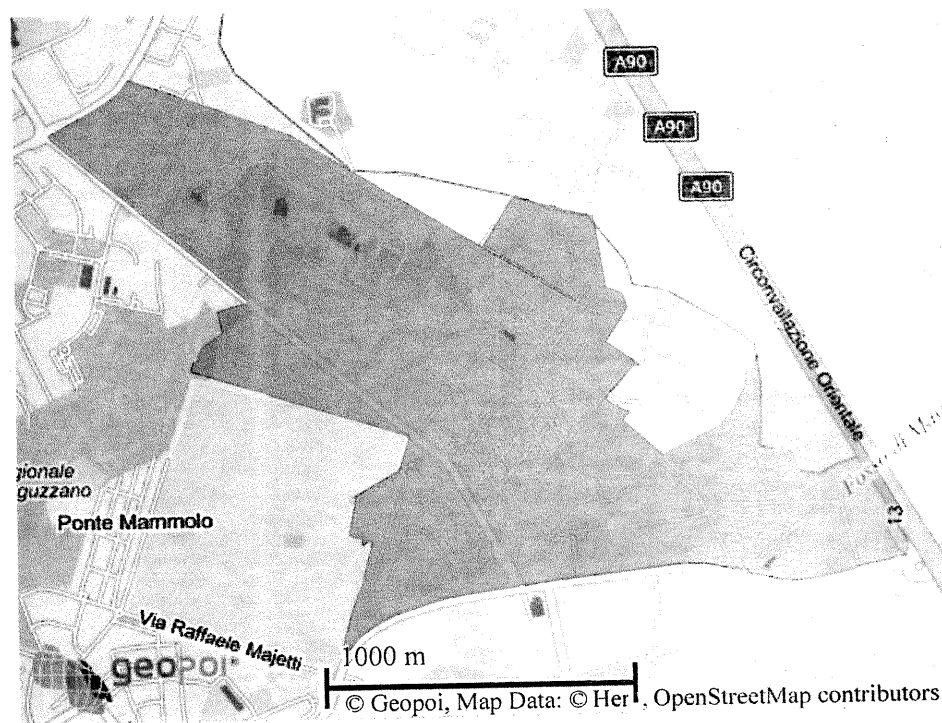 A90
A90
A90
Circonvallazione Orientale
gionale
guzzano
Ponte Mammolo
13
Via Raffaele Majetti
geopoi
1000 m
© Geopoi, Map Data: © Her , OpenStreetMap contributors